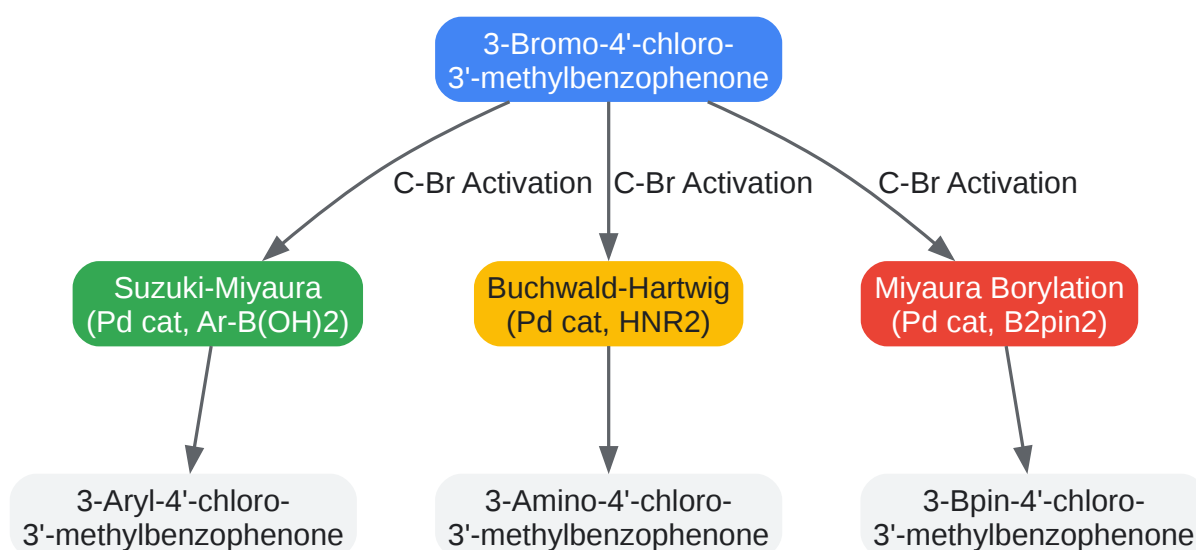 3-Bromo-4'-chloro-
3'-methylbenzophenone
C-Br Activation
C-Br Activation
C-Br Activation
Suzuki-Miyaura
(Pd cat, Ar-B(OH)2)
Buchwald-Hartwig
(Pd cat, HNR2)
Miyaura Borylation
(Pd cat, B2pin2)
3-Aryl-4'-chloro-
3'-methylbenzophenone
3-Amino-4'-chloro-
3'-methylbenzophenone
3-Bpin-4'-chloro-
3'-methylbenzophenone